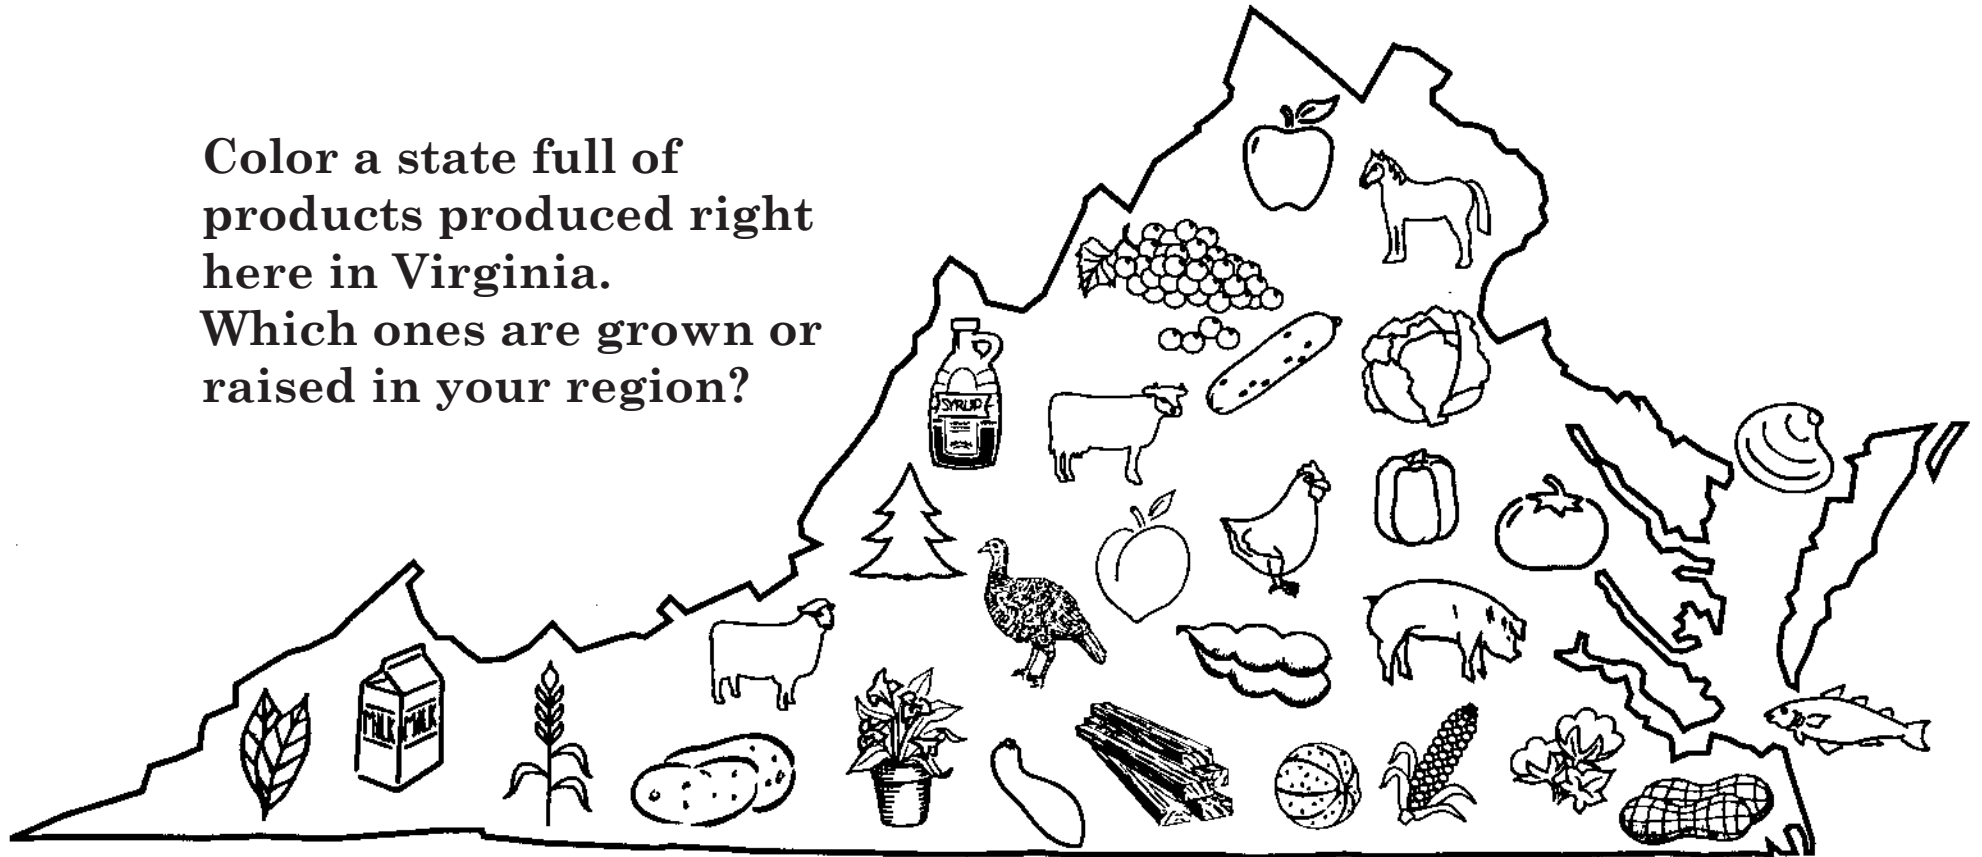 Color a state full of
products produced right
here in Virginia.
Which ones are grown or
raised in your region?
SYRUP
MILK MILK